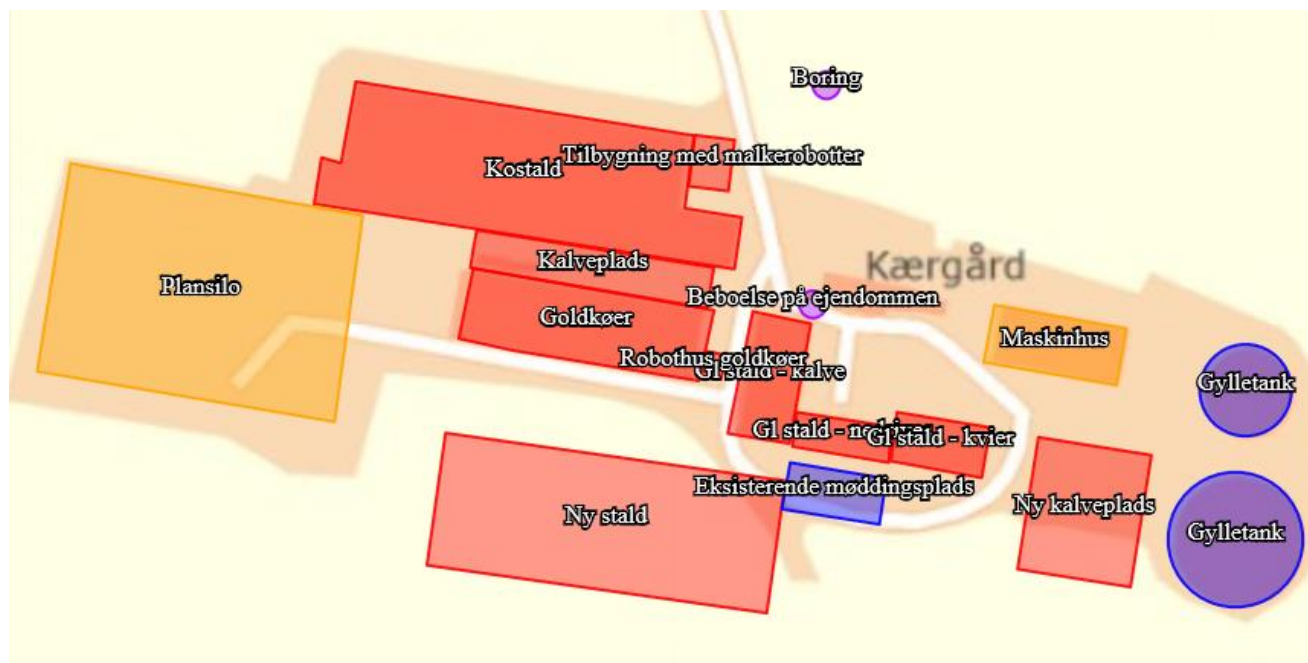 Boring
Tilbygning med malkerobotter
Kostald
Kalveplads
Kærgård
Plansilo
Beboelse på ejendommen
Goldkøer
Maskinhus
Robothus goldkøer
Gl stald - kalve
Gylletank
Gl stald -
Gl stald - kvier
Eksisterende møddingsplads
Ny stald
Ny kalveplads
Gylletank